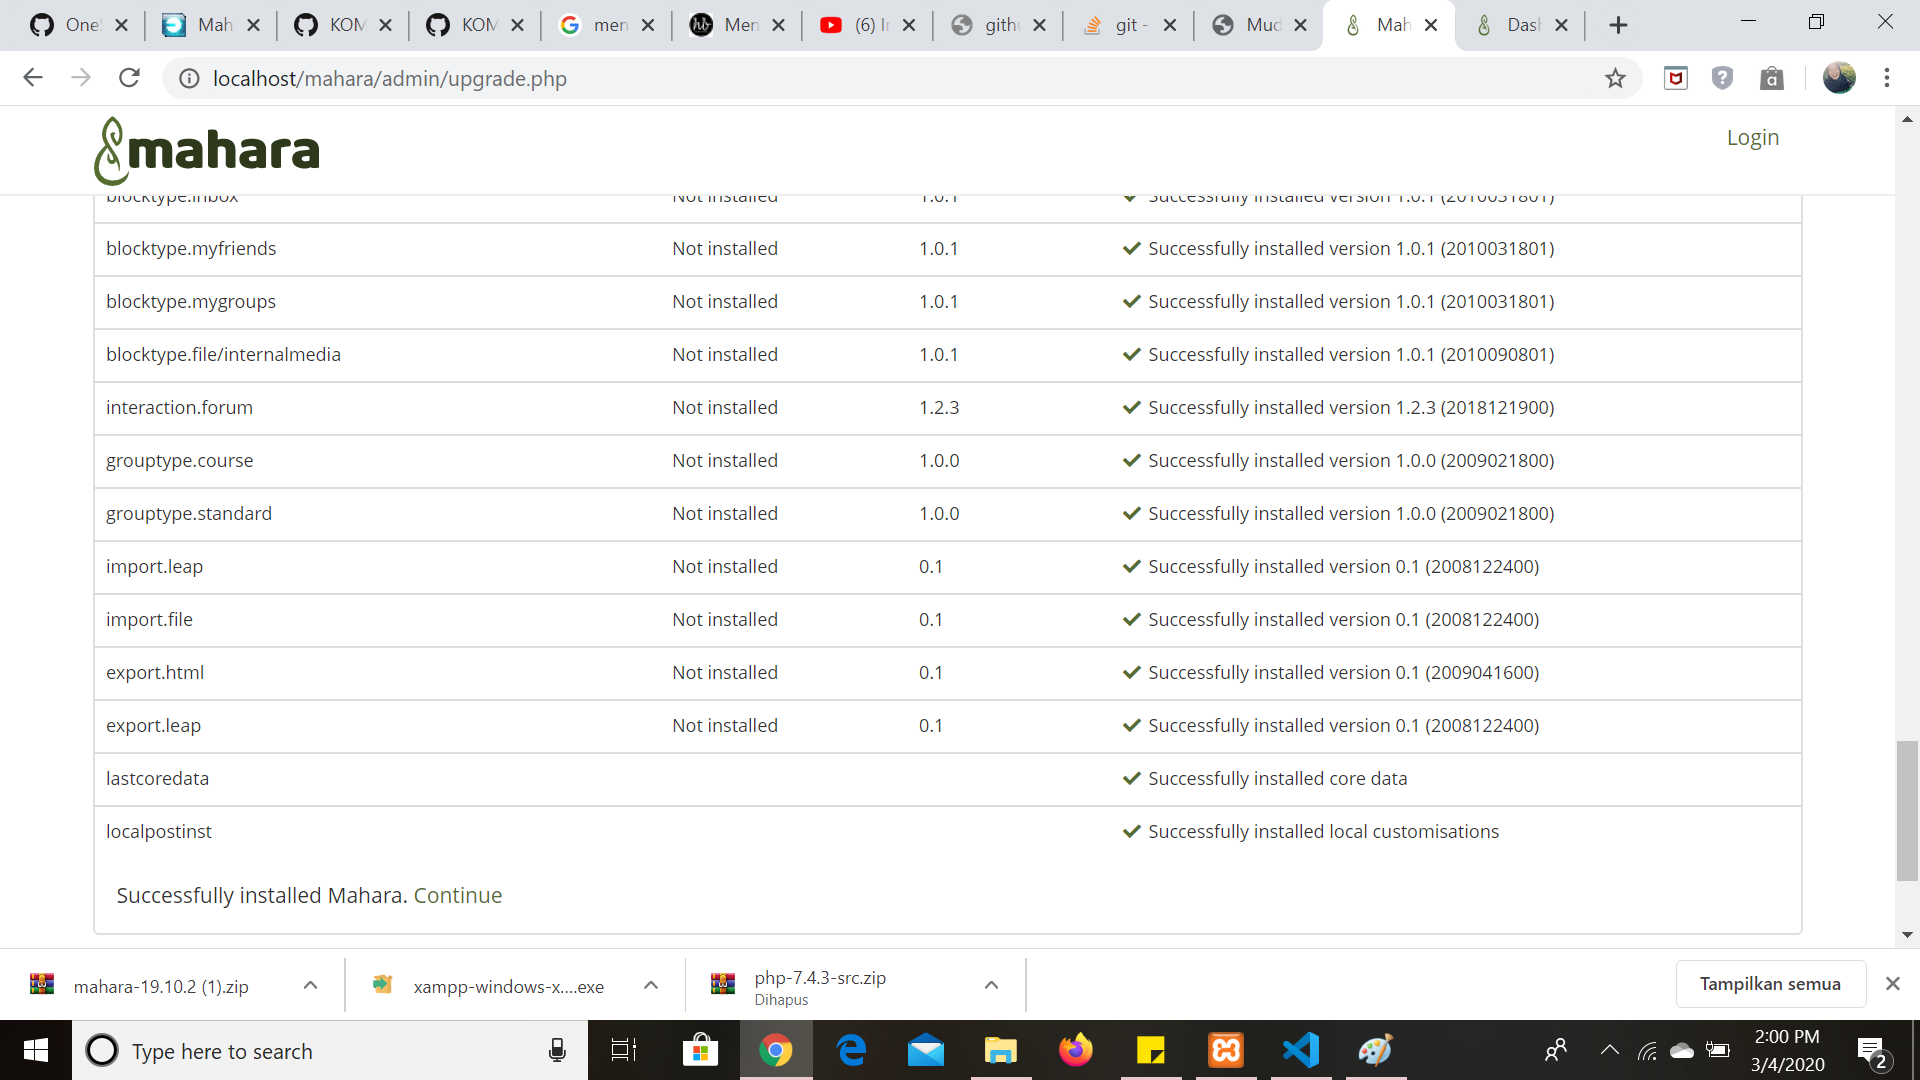 One
Mah
KOM
KOM
men
Men
(6) I
gith
git -
Mud
Mah
Das
localhost/mahara/admin/upgrade.php
mahara
Login
blocktype.inbox Not installed 1.0.1 Successfully installed version 1.0.1 (2010031801)
blocktype.myfriends Not installed 1.0.1 Successfully installed version 1.0.1 (2010031801)
blocktype.mygroups Not installed 1.0.1 Successfully installed version 1.0.1 (2010031801)
blocktype.file/internalmedia Not installed 1.0.1 Successfully installed version 1.0.1 (2010090801)
interaction.forum Not installed 1.2.3 Successfully installed version 1.2.3 (2018121900)
grouptype.course Not installed 1.0.0 Successfully installed version 1.0.0 (2009021800)
grouptype.standard Not installed 1.0.0 Successfully installed version 1.0.0 (2009021800)
import.leap Not installed 0.1 Successfully installed version 0.1 (2008122400)
import.file Not installed 0.1 Successfully installed version 0.1 (2008122400)
export.html Not installed 0.1 Successfully installed version 0.1 (2009041600)
export.leap Not installed 0.1 Successfully installed version 0.1 (2008122400)
lastcoredata Successfully installed core data
localpostinst Successfully installed local customisations
Successfully installed Mahara. Continue
mahara-19.10.2 (1).zip
xampp-windows-x....exe
php-7.4.3-src.zip
Dihapus
Tampilkan semua
Type here to search
2:00 PM
3/4/2020
2